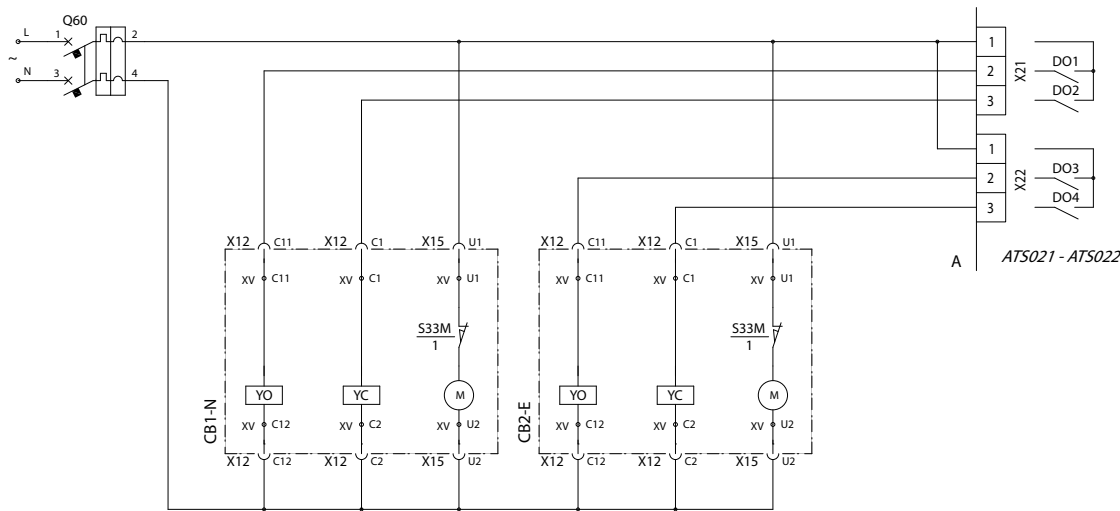 Q60
L 1 2
~
N 3 4
1
2 X21 DO1
3 DO2
1
2 X22 DO3
3 DO4
A ATS021 - ATS022
X12 C11 X12 C1 X15 U1 X12 C11 X12 C1 X15 U1
XV C11 XV C1 XV U1 XV C11 XV C1 XV U1
S33M S33M
1 1
YO YC M YO YC M
CB1-N CB2-E
XV C12 XV C2 XV U2 XV C12 XV C2 XV U2
X12 C12 X12 C2 X15 U2 X12 C12 X12 C2 X15 U2